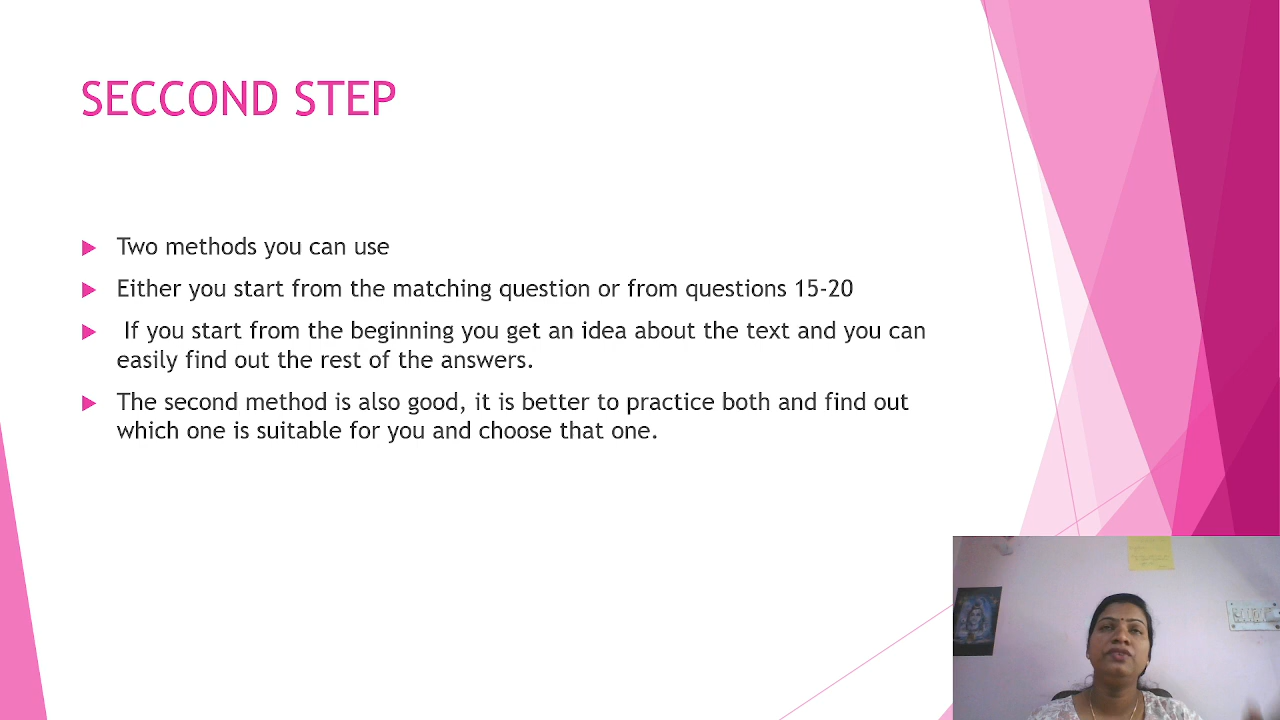 SECCOND STEP
Two methods you can use
Either you start from the matching question or from questions 15-20
If you start from the beginning you get an idea about the text and you can
easily find out the rest of the answers.
The second method is also good, it is better to practice both and find out
which one is suitable for you and choose that one.